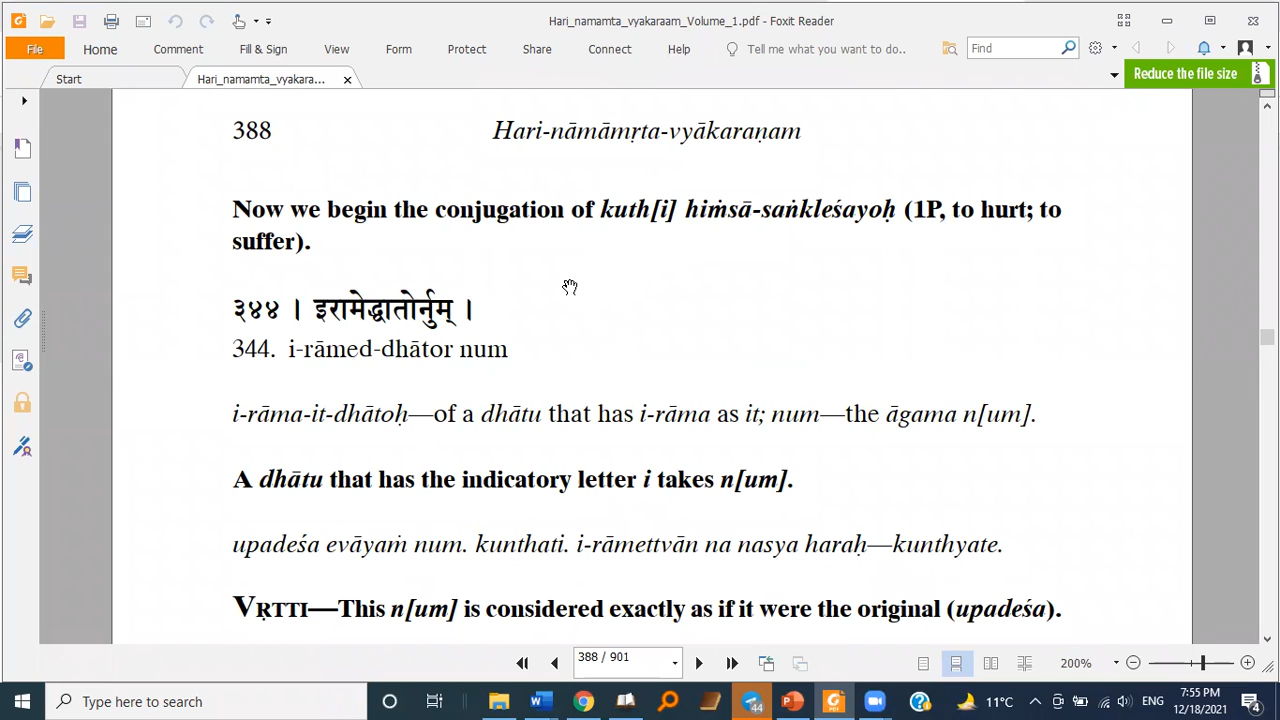 Hari_namamta_vyakaraam_Volume_1.pdf - Foxit Reader
File Home Comment Fill & Sign View Form Protect Share Connect Help Tell me what you want to do.. Find
Start Hari_namamta_vyakara... Reduce the file size
388 Hari-nāmāmṛta-vyākaraṇam
Now we begin the conjugation of kuth[i] hiṁsā-saṅkleśayoḥ (1P, to hurt; to
suffer).
३४४ । इरामेद्धातोर्नुम् ।
344. i-rāmed-dhātor num
i-rāma-it-dhātoḥ—of a dhātu that has i-rāma as it; num—the āgama n[um].
A dhātu that has the indicatory letter i takes n[um].
upadeśa evāyaṁ num. kunthati. i-rāmettvān na nasya haraḥ—kunthyate.
VṚTTI—This n[um] is considered exactly as if it were the original (upadeśa).
388 / 901 200%
Type here to search 44 11°C ENG 7:55 PM
12/18/2021 4